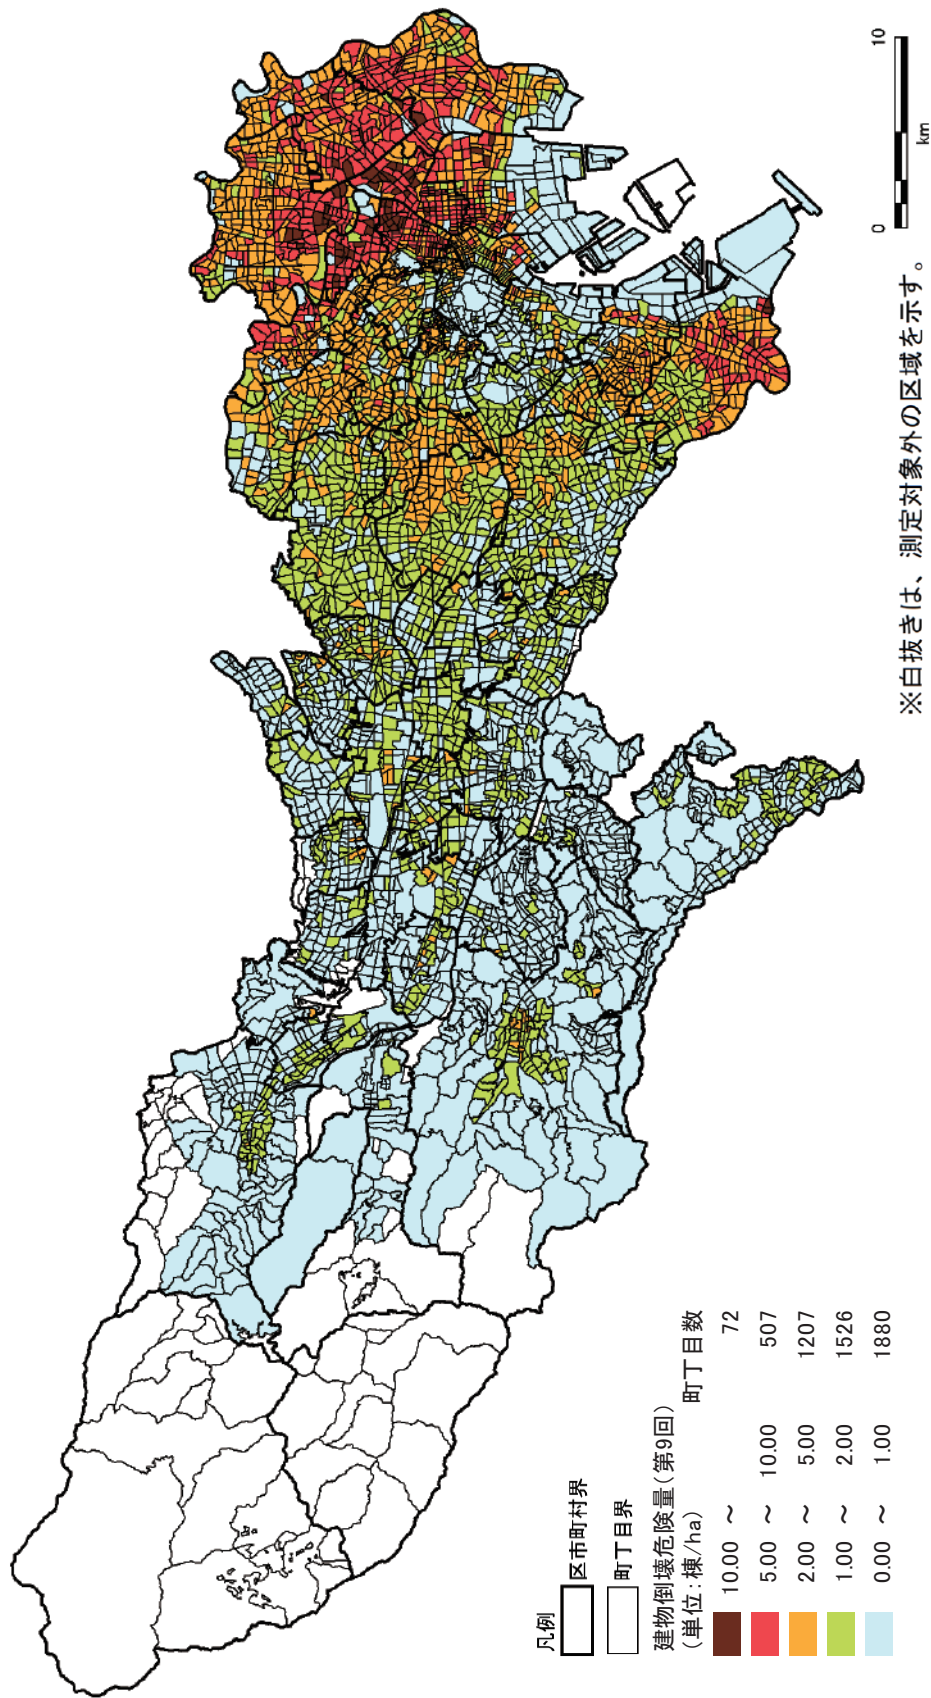 凡例
区市町村界
町丁目界
建物倒壊危険量(第9回)
(単位:棟/ha) 町丁目数
10.00 ～ 72
5.00 ～ 10.00 507
2.00 ～ 5.00 1207
1.00 ～ 2.00 1526
0.00 ～ 1.00 1880
0 10
km
※白抜きは、測定対象外の区域を示す。